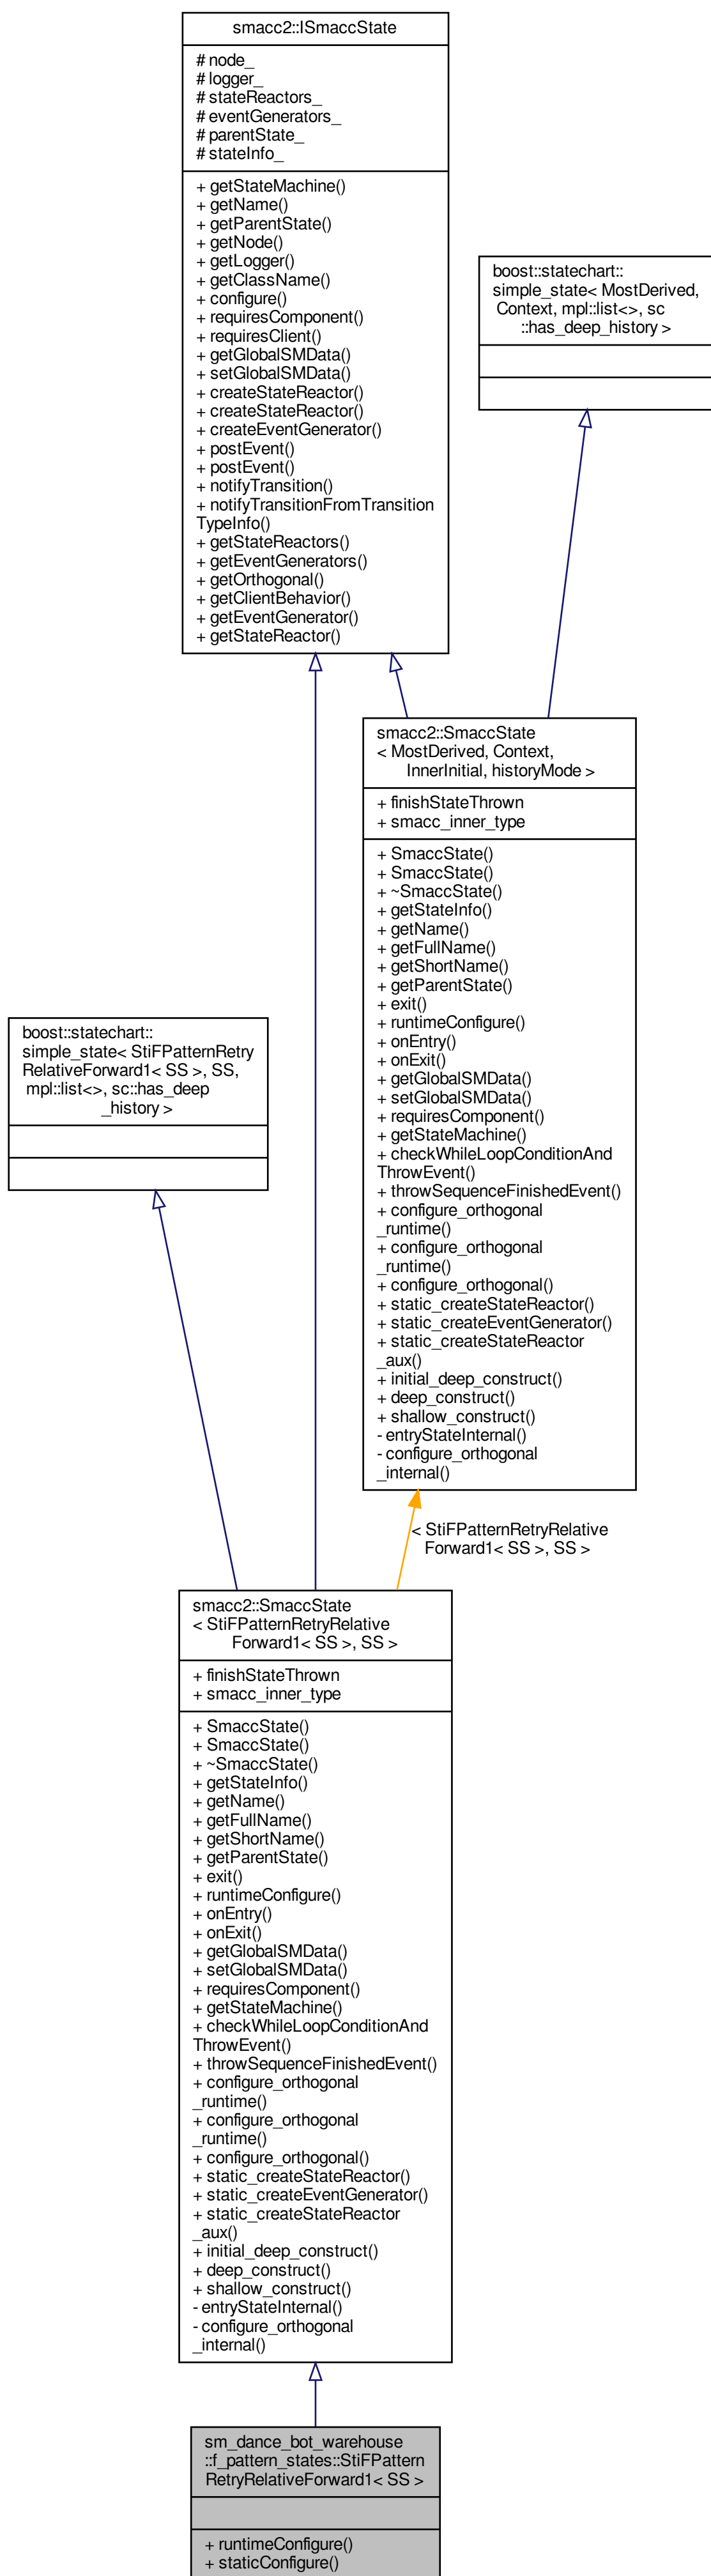 smacc2::ISmaccState
# node_
# logger_
# stateReactors_
# eventGenerators_
# parentState_
# stateInfo_
+ getStateMachine()
+ getName()
+ getParentState()
+ getNode()
+ getLogger()
+ getClassName()
+ configure()
+ requiresComponent()
+ requiresClient()
+ getGlobalSMData()
+ setGlobalSMData()
+ createStateReactor()
+ createStateReactor()
+ createEventGenerator()
+ postEvent()
+ postEvent()
+ notifyTransition()
+ notifyTransitionFromTransition
TypeInfo()
+ getStateReactors()
+ getEventGenerators()
+ getOrthogonal()
+ getClientBehavior()
+ getEventGenerator()
+ getStateReactor()
boost::statechart::
simple_state< MostDerived,
Context, mpl::list<>, sc
::has_deep_history >
smacc2::SmaccState
< MostDerived, Context,
InnerInitial, historyMode >
+ finishStateThrown
+ smacc_inner_type
+ SmaccState()
+ SmaccState()
+ ~SmaccState()
+ getStateInfo()
+ getName()
+ getFullName()
+ getShortName()
+ getParentState()
+ exit()
+ runtimeConfigure()
+ onEntry()
+ onExit()
+ getGlobalSMData()
+ setGlobalSMData()
+ requiresComponent()
+ getStateMachine()
+ checkWhileLoopConditionAnd
ThrowEvent()
+ throwSequenceFinishedEvent()
+ configure_orthogonal
_runtime()
+ configure_orthogonal
_runtime()
+ configure_orthogonal()
+ static_createStateReactor()
+ static_createEventGenerator()
+ static_createStateReactor
_aux()
+ initial_deep_construct()
+ deep_construct()
+ shallow_construct()
- entryStateInternal()
- configure_orthogonal
_internal()
boost::statechart::
simple_state< StiFPatternRetry
RelativeForward1< SS >, SS,
mpl::list<>, sc::has_deep
_history >
< StiFPatternRetryRelative
Forward1< SS >, SS >
smacc2::SmaccState
< StiFPatternRetryRelative
Forward1< SS >, SS >
+ finishStateThrown
+ smacc_inner_type
+ SmaccState()
+ SmaccState()
+ ~SmaccState()
+ getStateInfo()
+ getName()
+ getFullName()
+ getShortName()
+ getParentState()
+ exit()
+ runtimeConfigure()
+ onEntry()
+ onExit()
+ getGlobalSMData()
+ setGlobalSMData()
+ requiresComponent()
+ getStateMachine()
+ checkWhileLoopConditionAnd
ThrowEvent()
+ throwSequenceFinishedEvent()
+ configure_orthogonal
_runtime()
+ configure_orthogonal
_runtime()
+ configure_orthogonal()
+ static_createStateReactor()
+ static_createEventGenerator()
+ static_createStateReactor
_aux()
+ initial_deep_construct()
+ deep_construct()
+ shallow_construct()
- entryStateInternal()
- configure_orthogonal
_internal()
sm_dance_bot_warehouse
::f_pattern_states::StiFPattern
RetryRelativeForward1< SS >
+ runtimeConfigure()
+ staticConfigure()